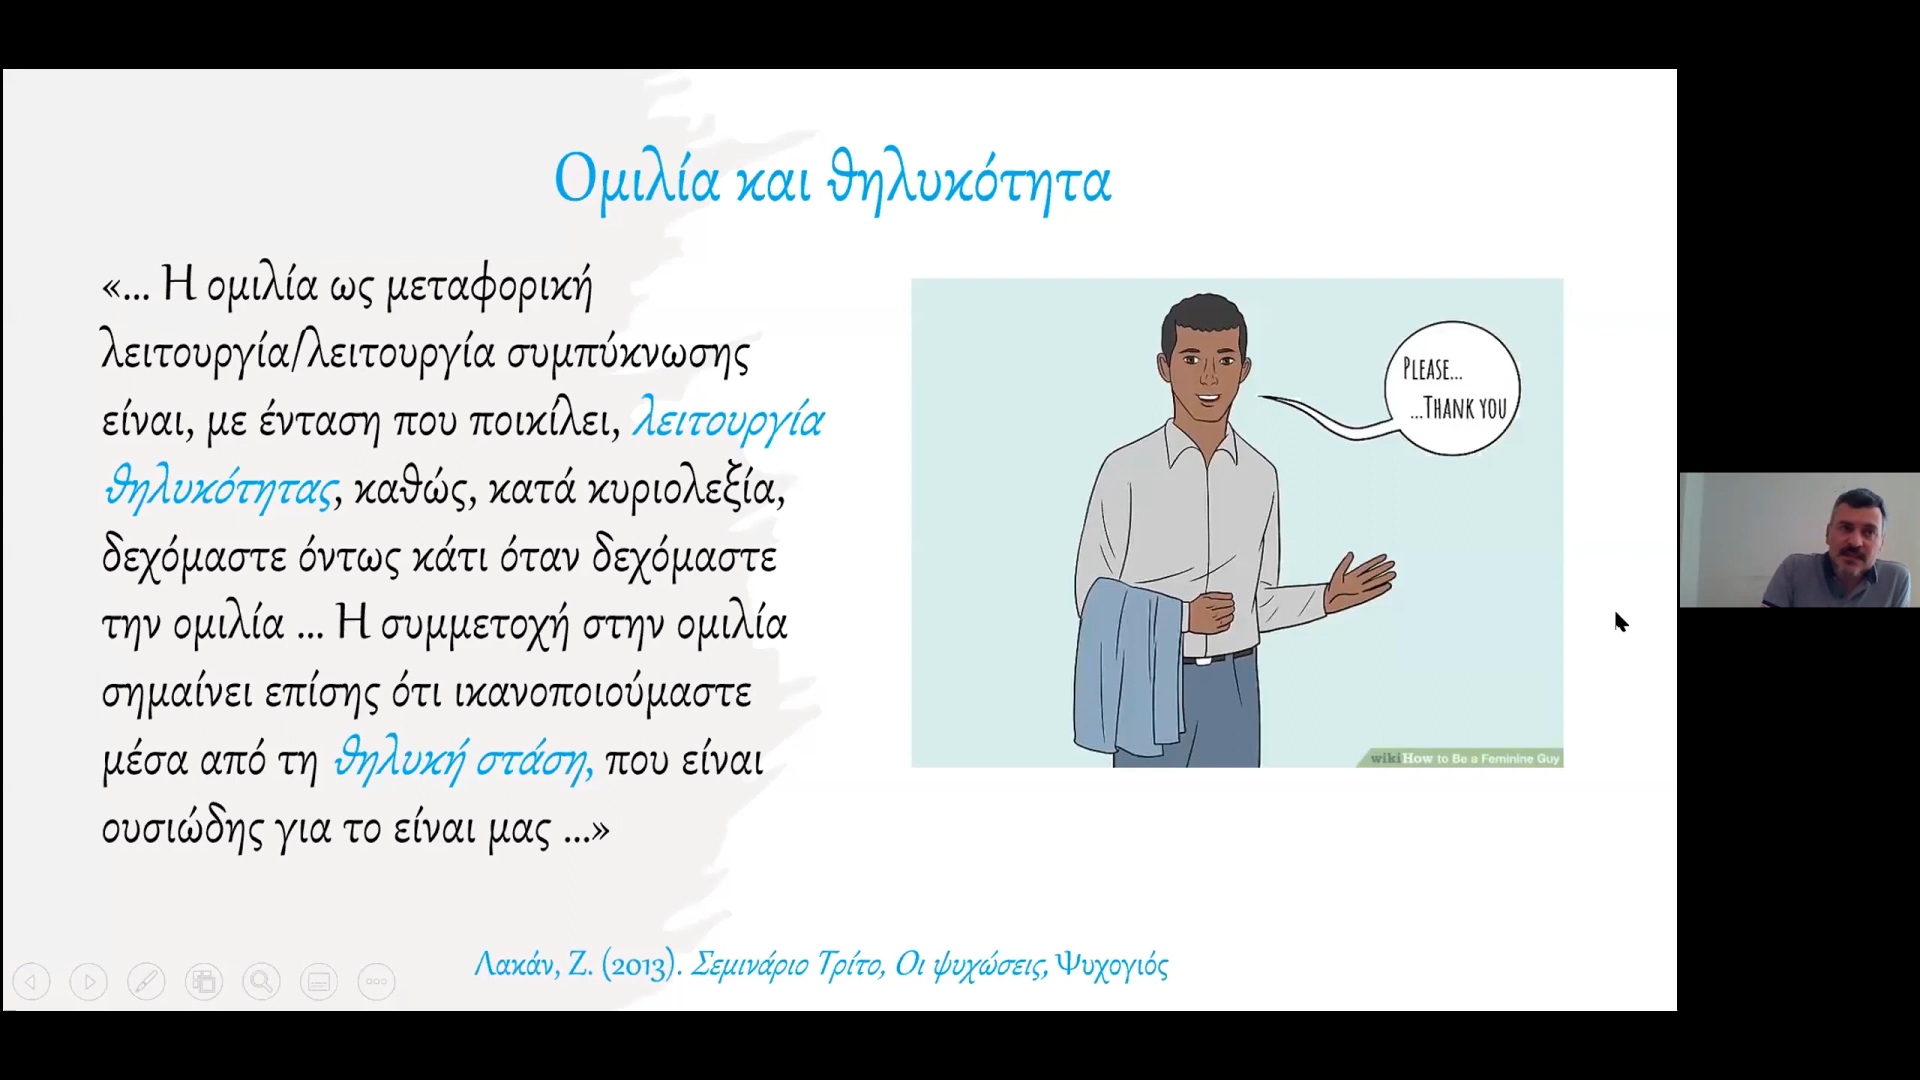 Ομιλία και θηλυκότητα
«... Η ομιλία ως μεταφορική
λειτουργία/λειτουργία συμπύκνωσης
είναι, με ένταση που ποικίλει, λειτουργία
θηλυκότητας, καθώς, κατά κυριολεξία,
δεχόμαστε όντως κάτι όταν δεχόμαστε
την ομιλία ... Η συμμετοχή στην ομιλία
σημαίνει επίσης ότι ικανοποιούμαστε
μέσα από τη θηλυκή στάση, που είναι
ουσιώδης για το είναι μας ...»
PLEASE...
...THANK YOU
wikiHow to Be a Feminine Guy
Λακάν, Ζ. (2013). Σεμινάριο Τρίτο, Οι ψυχώσεις, Ψυχογιός